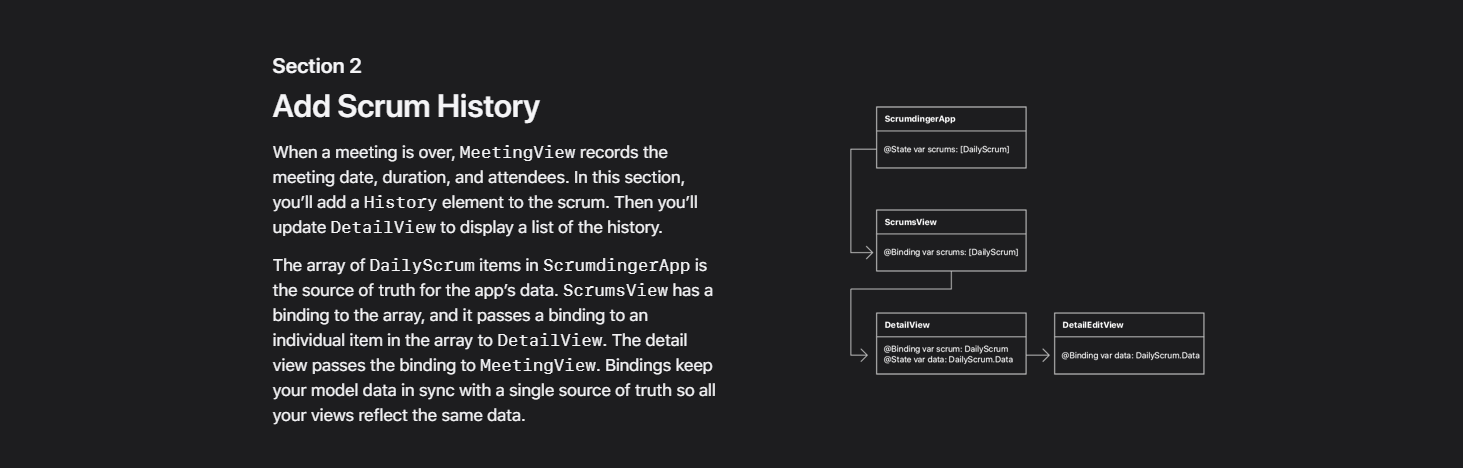 Section 2
Add Scrum History
When a meeting is over, MeetingView records the
meeting date, duration, and attendees. In this section,
you’ll add a History element to the scrum. Then you’ll
update DetailView to display a list of the history.
The array of DailyScrum items in ScrumdingerApp is
the source of truth for the app’s data. ScrumsView has a
binding to the array, and it passes a binding to an
individual item in the array to DetailView. The detail
view passes the binding to MeetingView. Bindings keep
your model data in sync with a single source of truth so all
your views reflect the same data.
ScrumdingerApp
@State var scrums: [DailyScrum]
ScrumsView
@Binding var scrums: [DailyScrum]
DetailView
@Binding var scrum: DailyScrum
@State var data: DailyScrum.Data
DetailEditView
@Binding var data: DailyScrum.Data